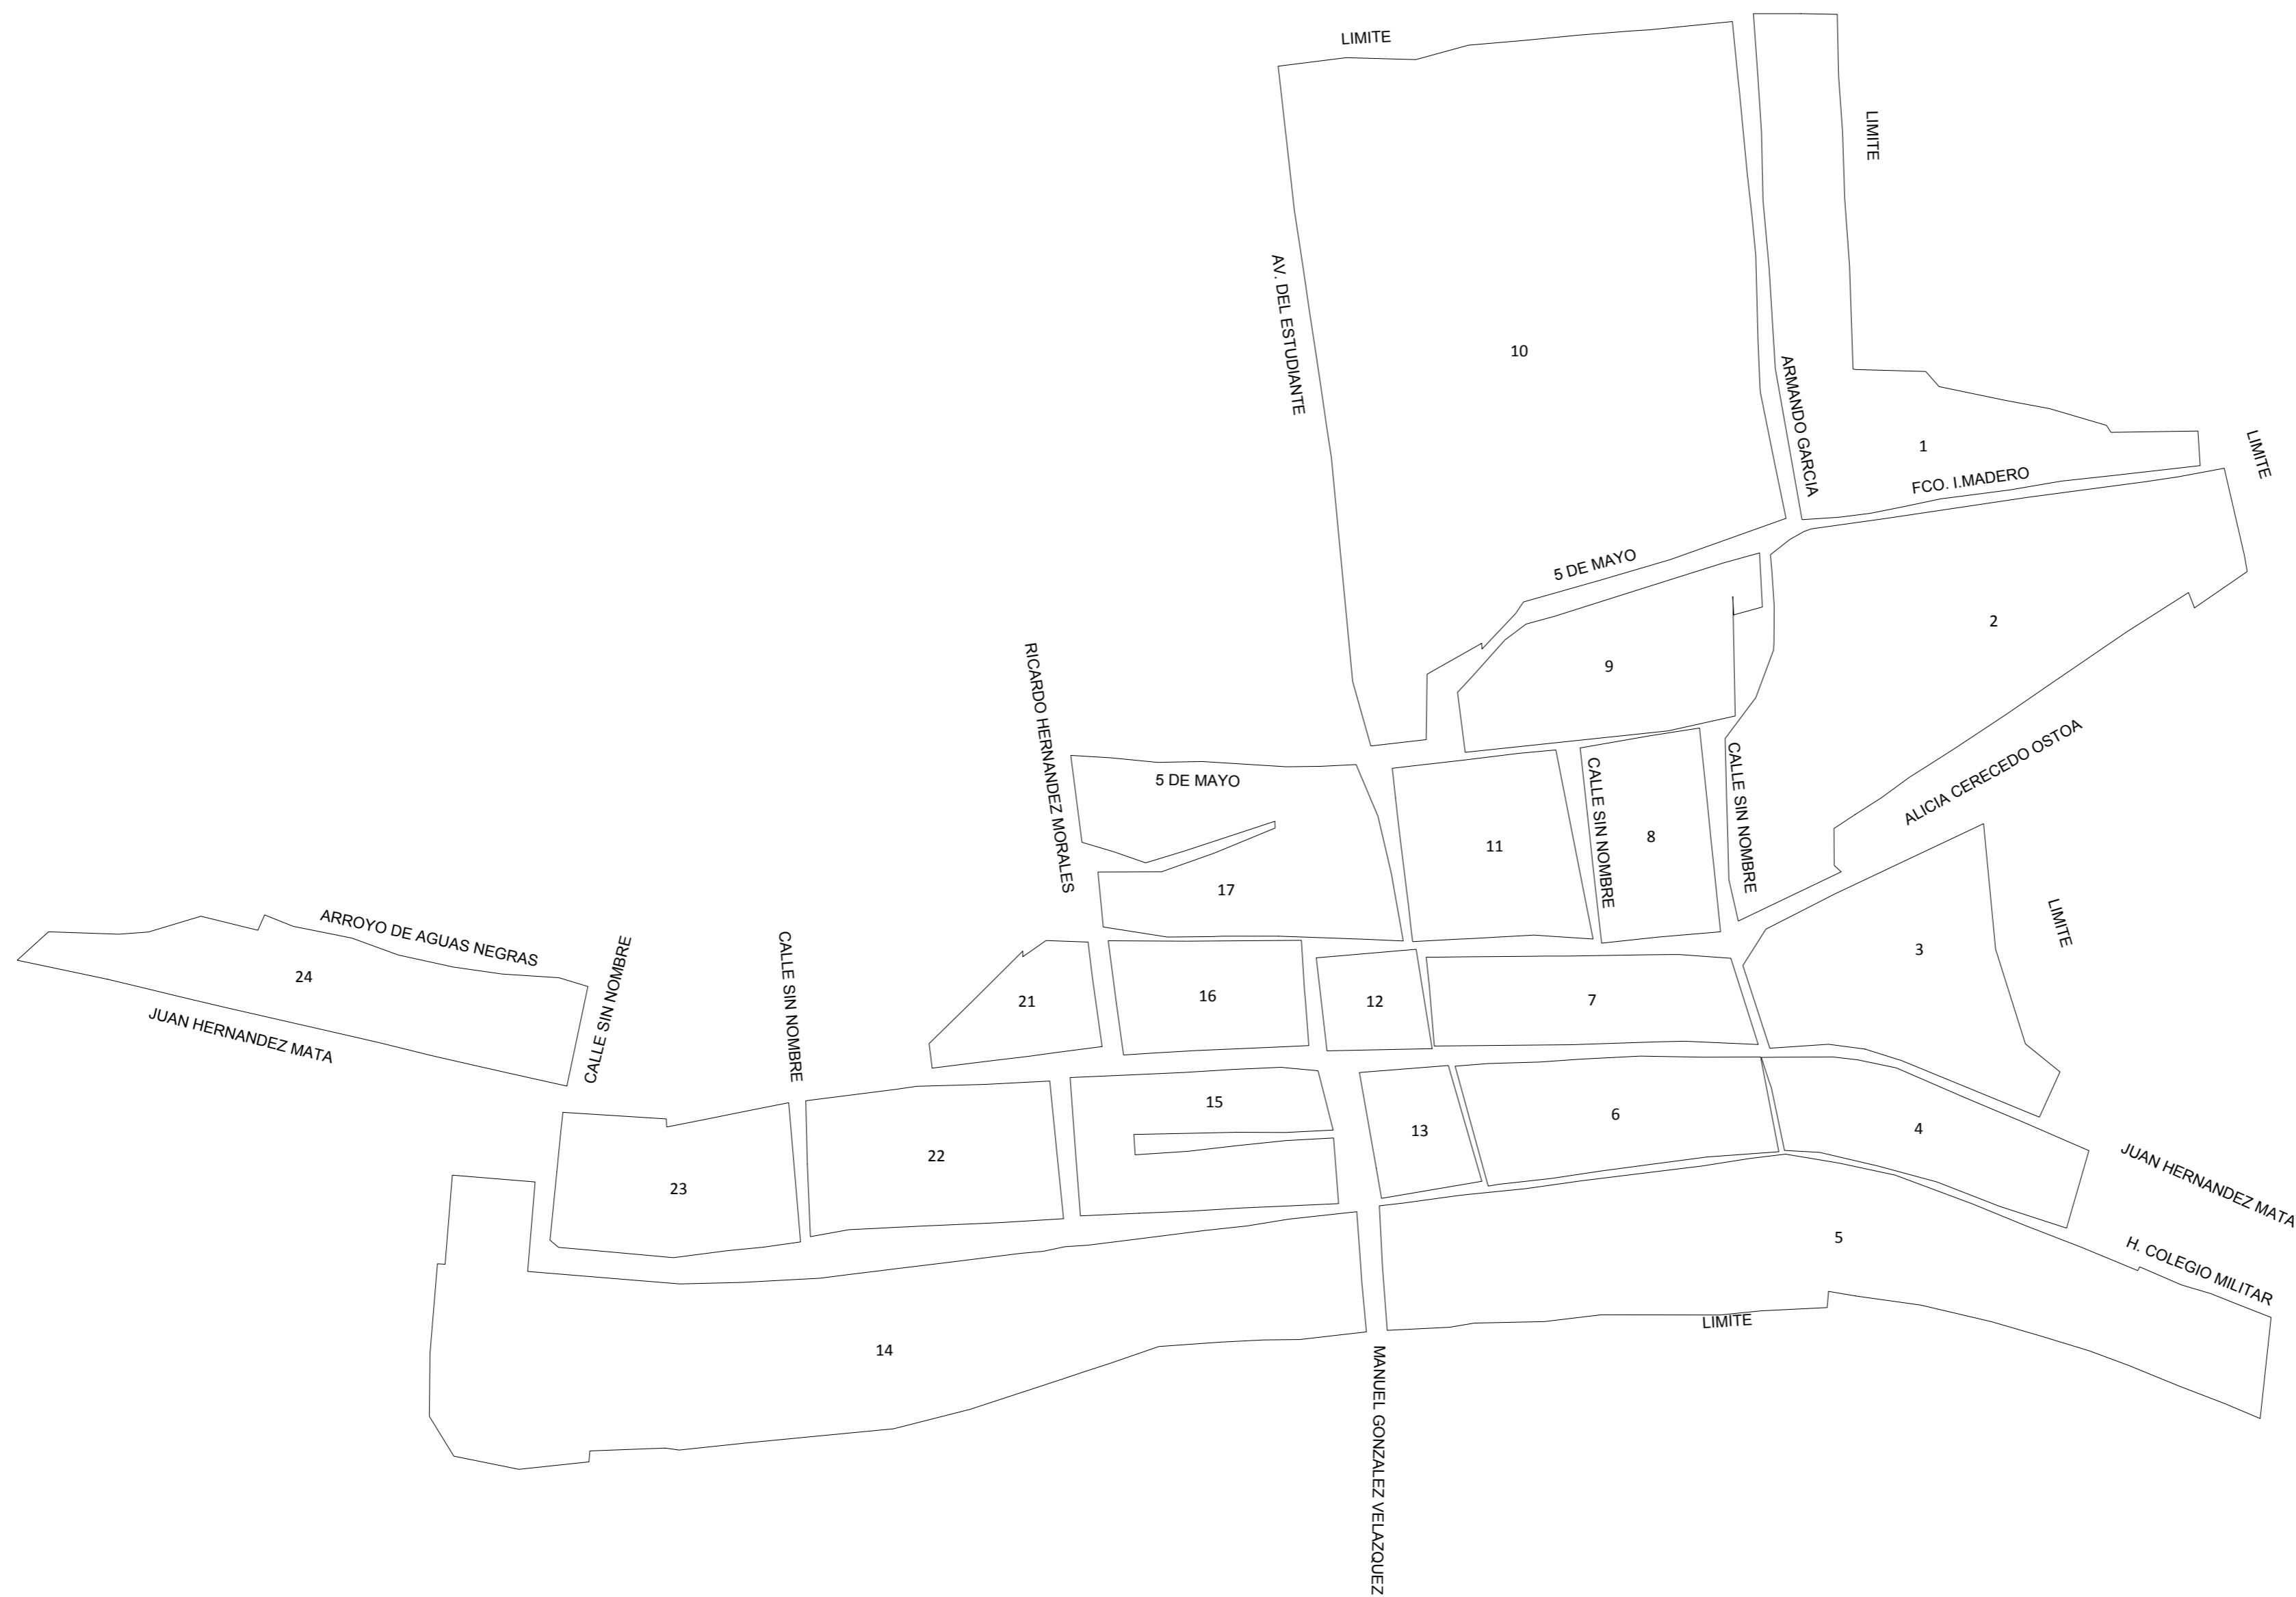 LIMITE
LIMITE
AV. DEL ESTUDIANTE
10
ARMANDO GARCIA
1
LIMITE
FCO. I.MADERO
5 DE MAYO
2
9
RICARDO HERNANDEZ MORALES
5 DE MAYO
ALICIA CERECEDO OSTOA
CALLE SIN NOMBRE
CALLE SIN NOMBRE
11
8
17
ARROYO DE AGUAS NEGRAS
LIMITE
3
24
CALLE SIN NOMBRE
CALLE SIN NOMBRE
21
16
12
7
JUAN HERNANDEZ MATA
15
6
13
4
22
23
JUAN HERNANDEZ MATA
5
H. COLEGIO MILITAR
LIMITE
14
MANUEL GONZALEZ VELAZQUEZ